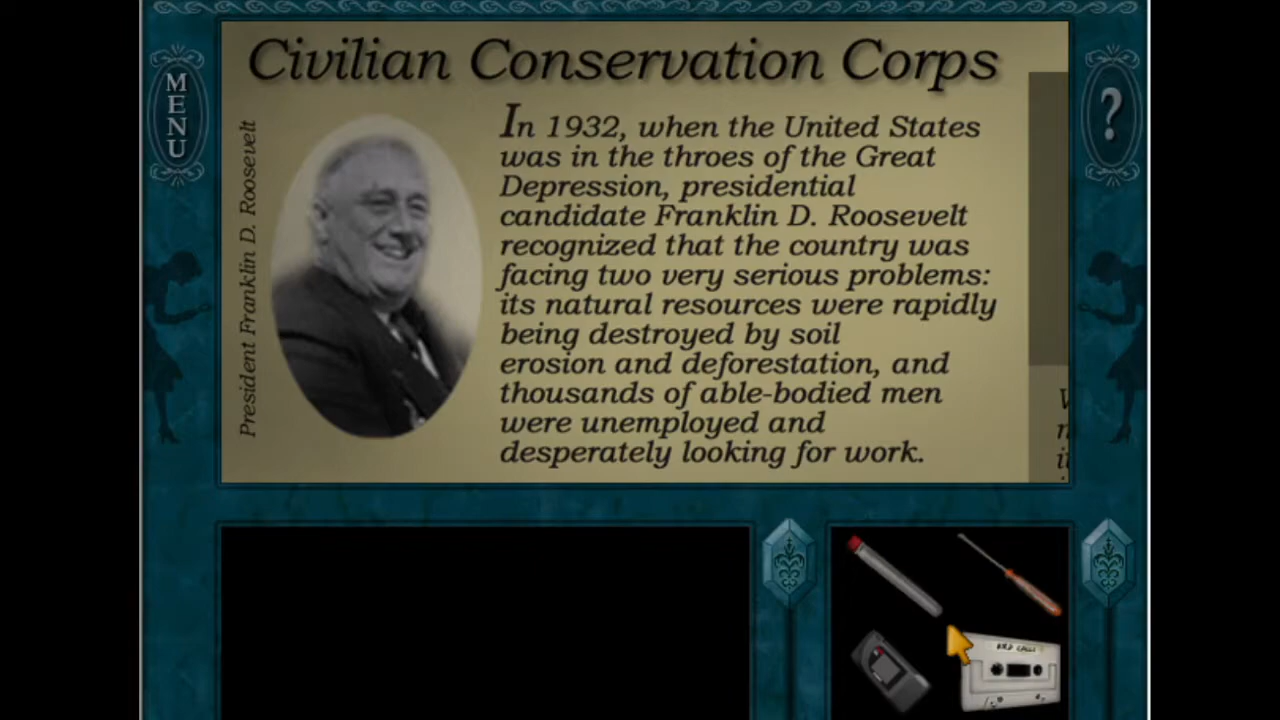 Civilian Conservation Corps
MENU
?
President Franklin D. Roosevelt
In 1932, when the United States
was in the throes of the Great
Depression, presidential
candidate Franklin D. Roosevelt
recognized that the country was
facing two very serious problems:
its natural resources were rapidly
being destroyed by soil
erosion and deforestation, and
thousands of able-bodied men
were unemployed and
desperately looking for work.